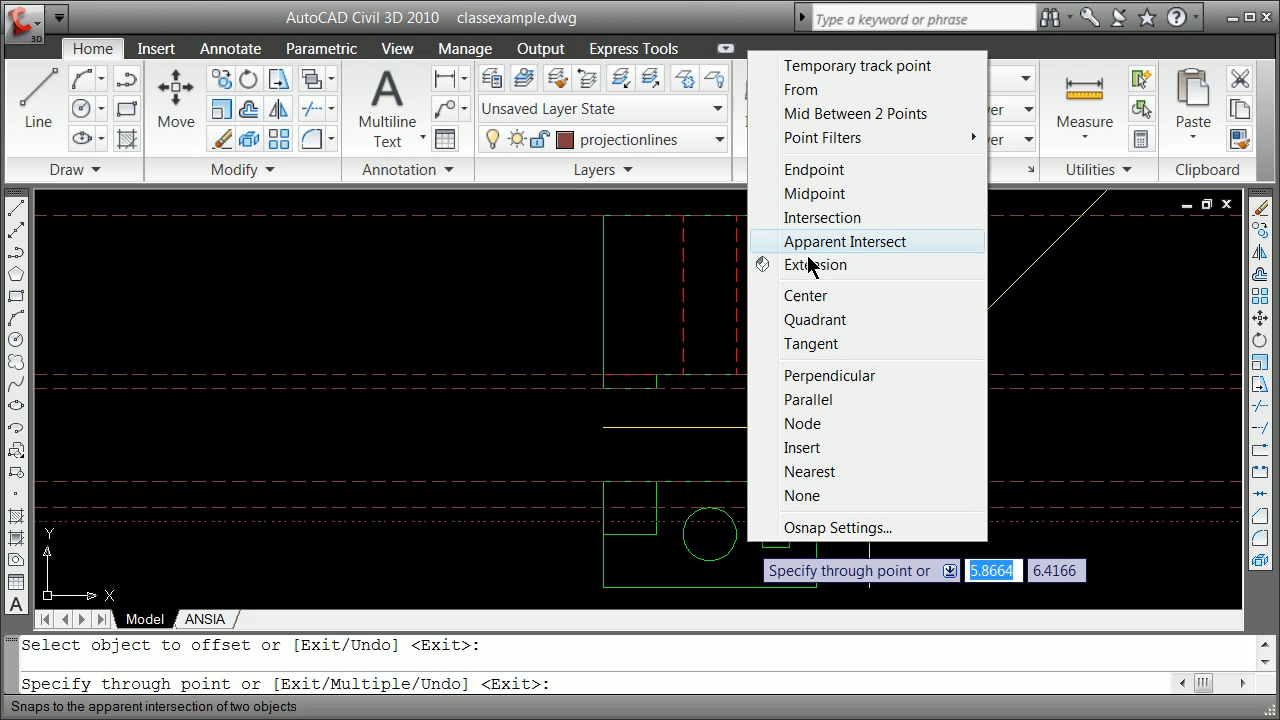 AutoCAD Civil 3D 2010 classexample.dwg
Type a keyword or phrase
3D
Home Insert Annotate Parametric View Manage Output Express Tools
Line
Move
Multiline
Text
Unsaved Layer State
projectionlines
Measure
Paste
Draw
Modify
Annotation
Layers
Utilities
Clipboard
Temporary track point
From
Mid Between 2 Points
Point Filters
Endpoint
Midpoint
Intersection
Apparent Intersect
Extension
Center
Quadrant
Tangent
Perpendicular
Parallel
Node
Insert
Nearest
None
Osnap Settings...
Specify through point or 5.8664 6.4166
Y
X
A
Model ANSIA
Select object to offset or [Exit/Undo] <Exit>:
Specify through point or [Exit/Multiple/Undo] <Exit>:
Snaps to the apparent intersection of two objects